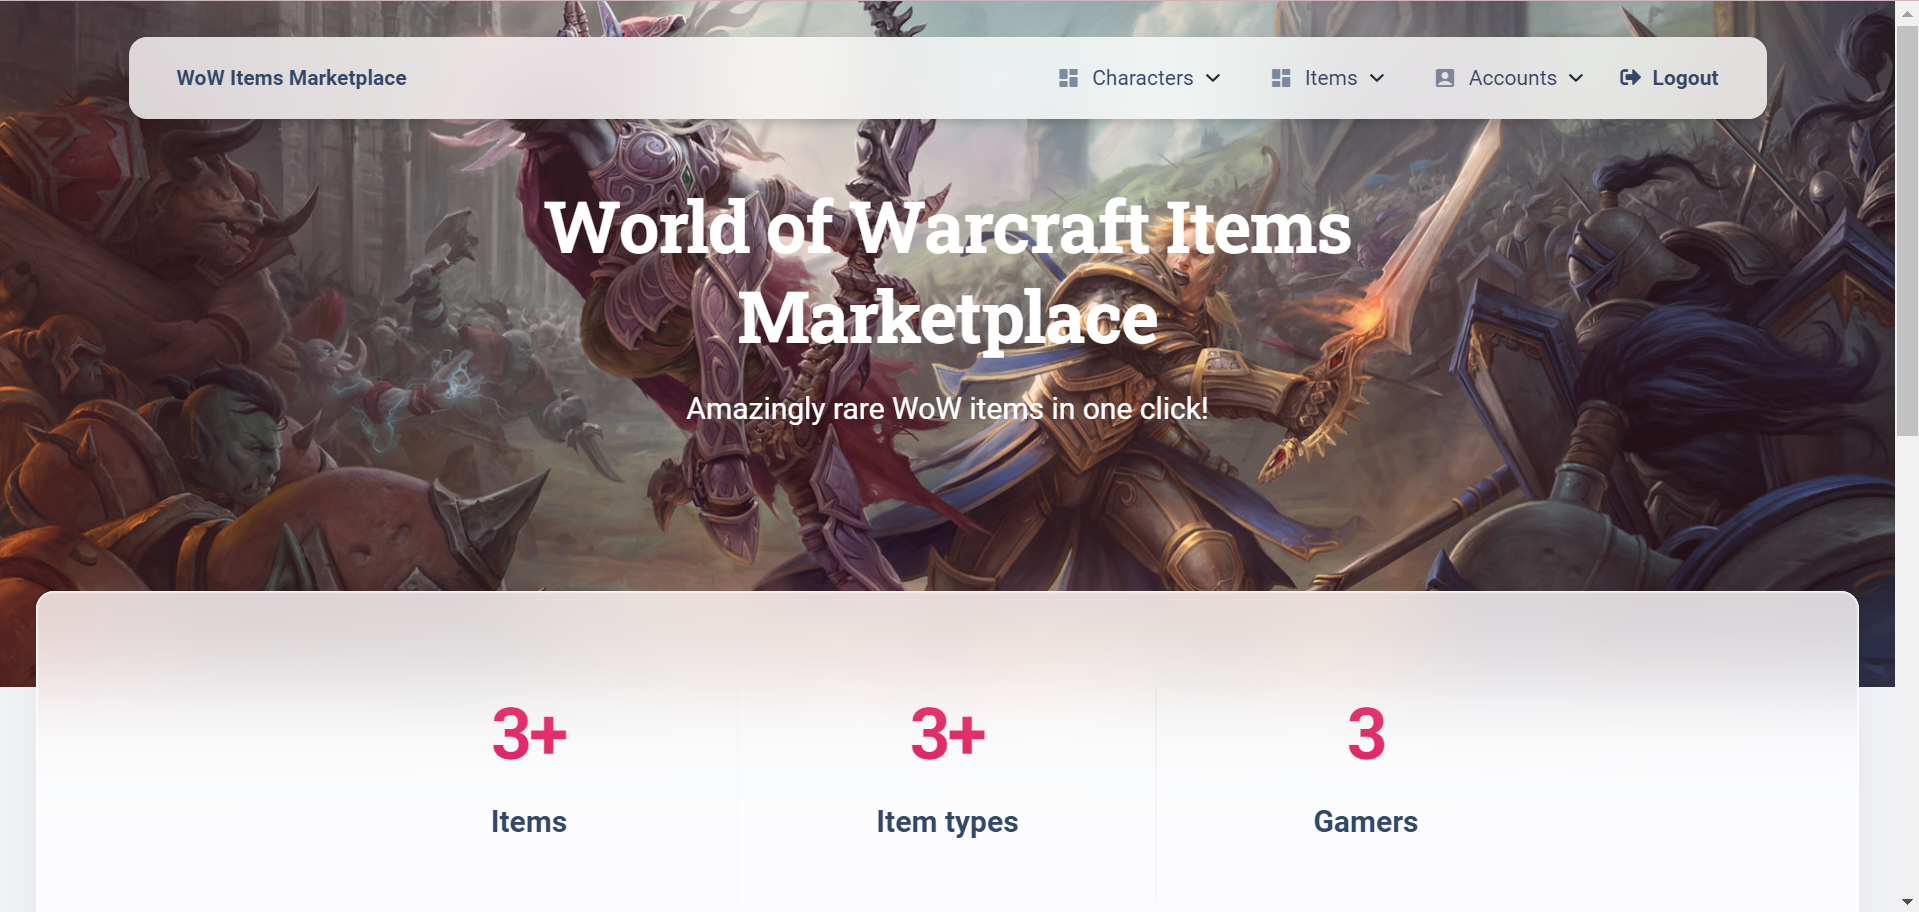 WoW Items Marketplace
Characters
Items
Accounts
Logout
World of Warcraft Items
Marketplace
Amazingly rare WoW items in one click!
3+
3+
3
Items
Item types
Gamers